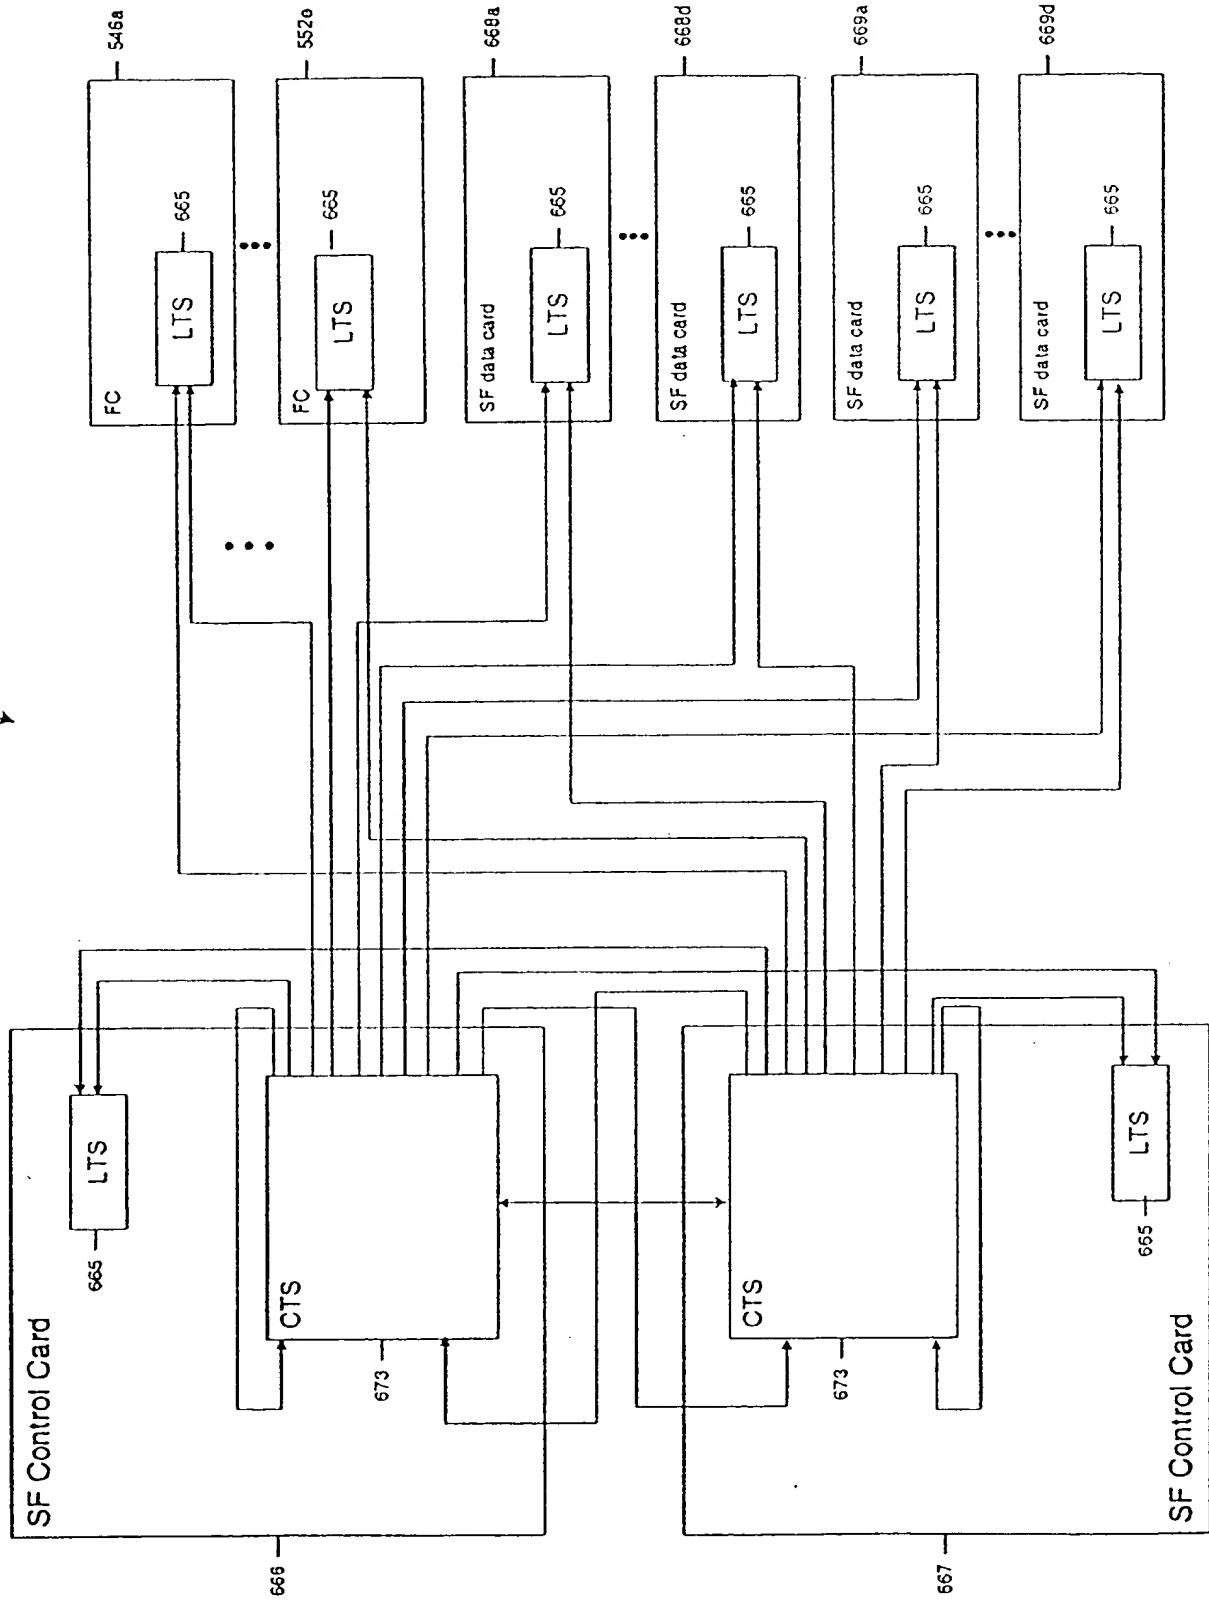 546a
552e
668a
668d
669a
669d
665
665
665
665
665
665
LTS
LTS
LTS
LTS
LTS
LTS
FC
FC
SF data card
SF data card
SF data card
SF data card
LTS
665
CTS
673
SF Control Card
666
LTS
665
CTS
673
SF Control Card
667